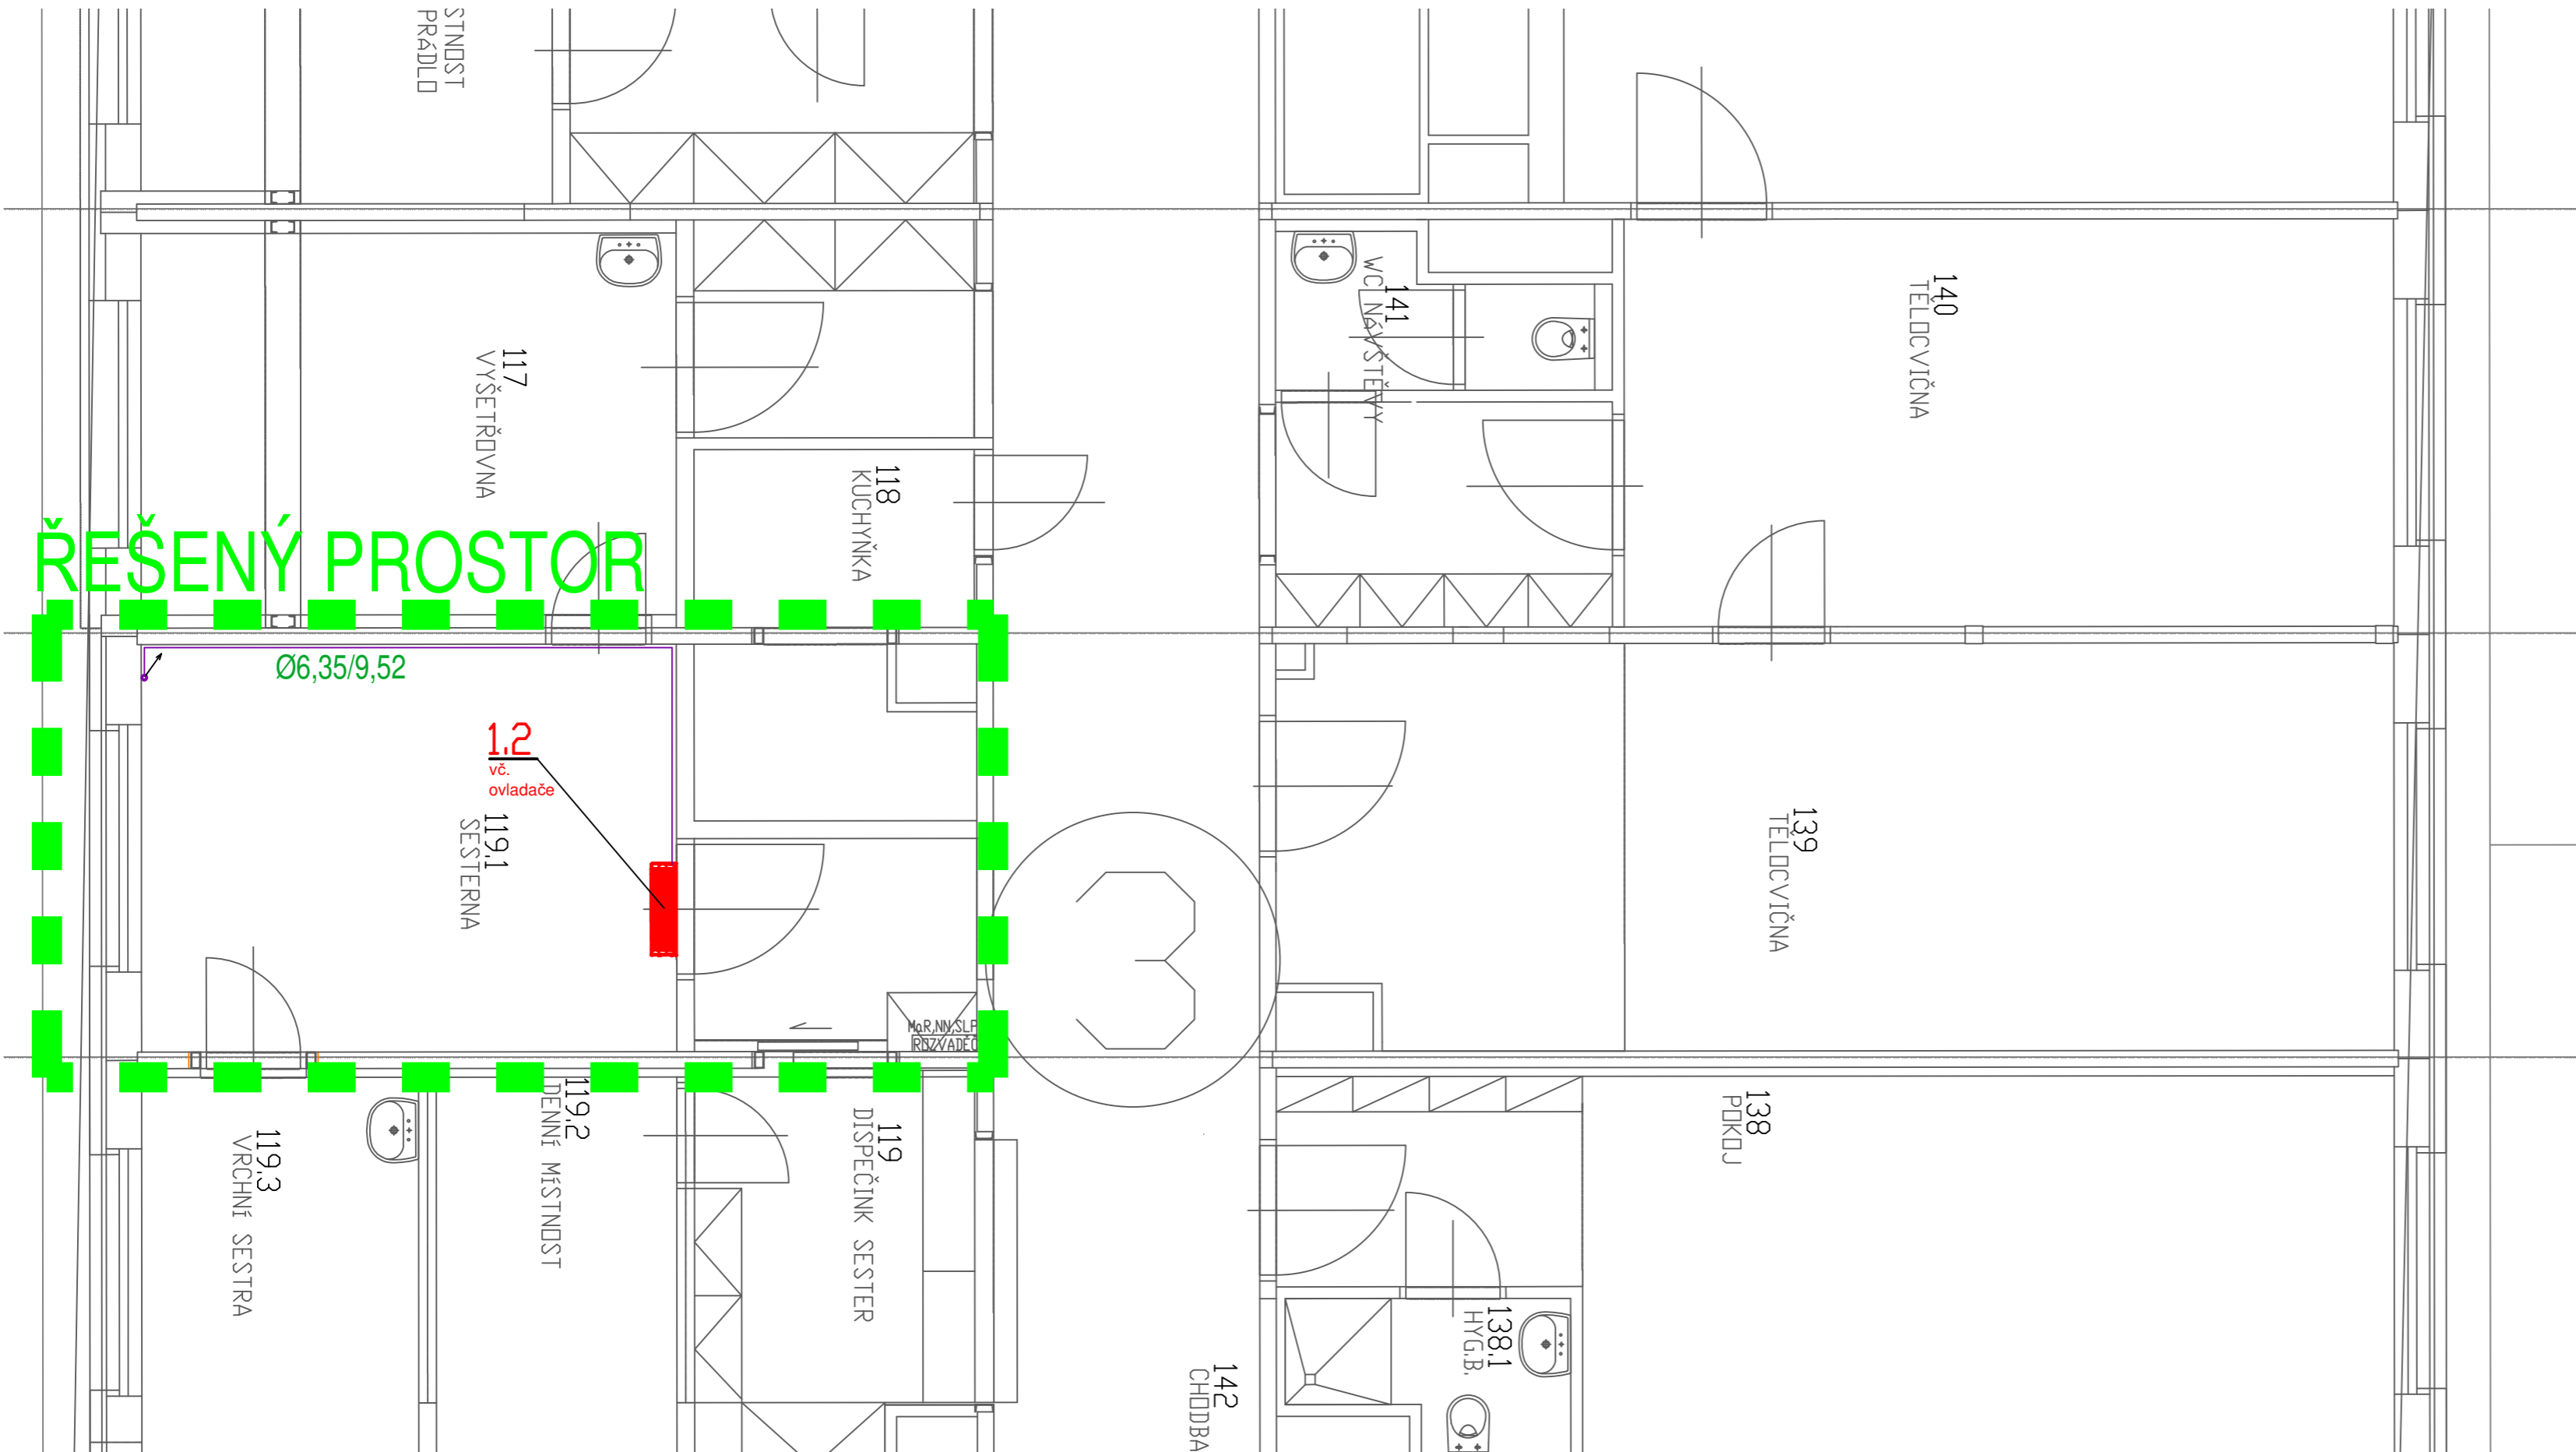 STNOST
PRÁDLO
117
VYŠETŘOVNA
118
KUCHYŇKA
141
WC NÁVŠTĚVY
140
TĚLOCVIČNA
ŘEŠENÝ PROSTOR
Ø6,35/9,52
1.2
vč.
ovladače
119.1
SESTERNA
MaR,NN,SLP
ROZVADĚČ
3
139
TĚLOCVIČNA
119.3
VRCHNÍ SESTRA
119.2
DENNÍ MÍSTNOST
119
DISPEČINK SESTER
142
CHODBA
138
POKOJ
138.1
HYG.B.